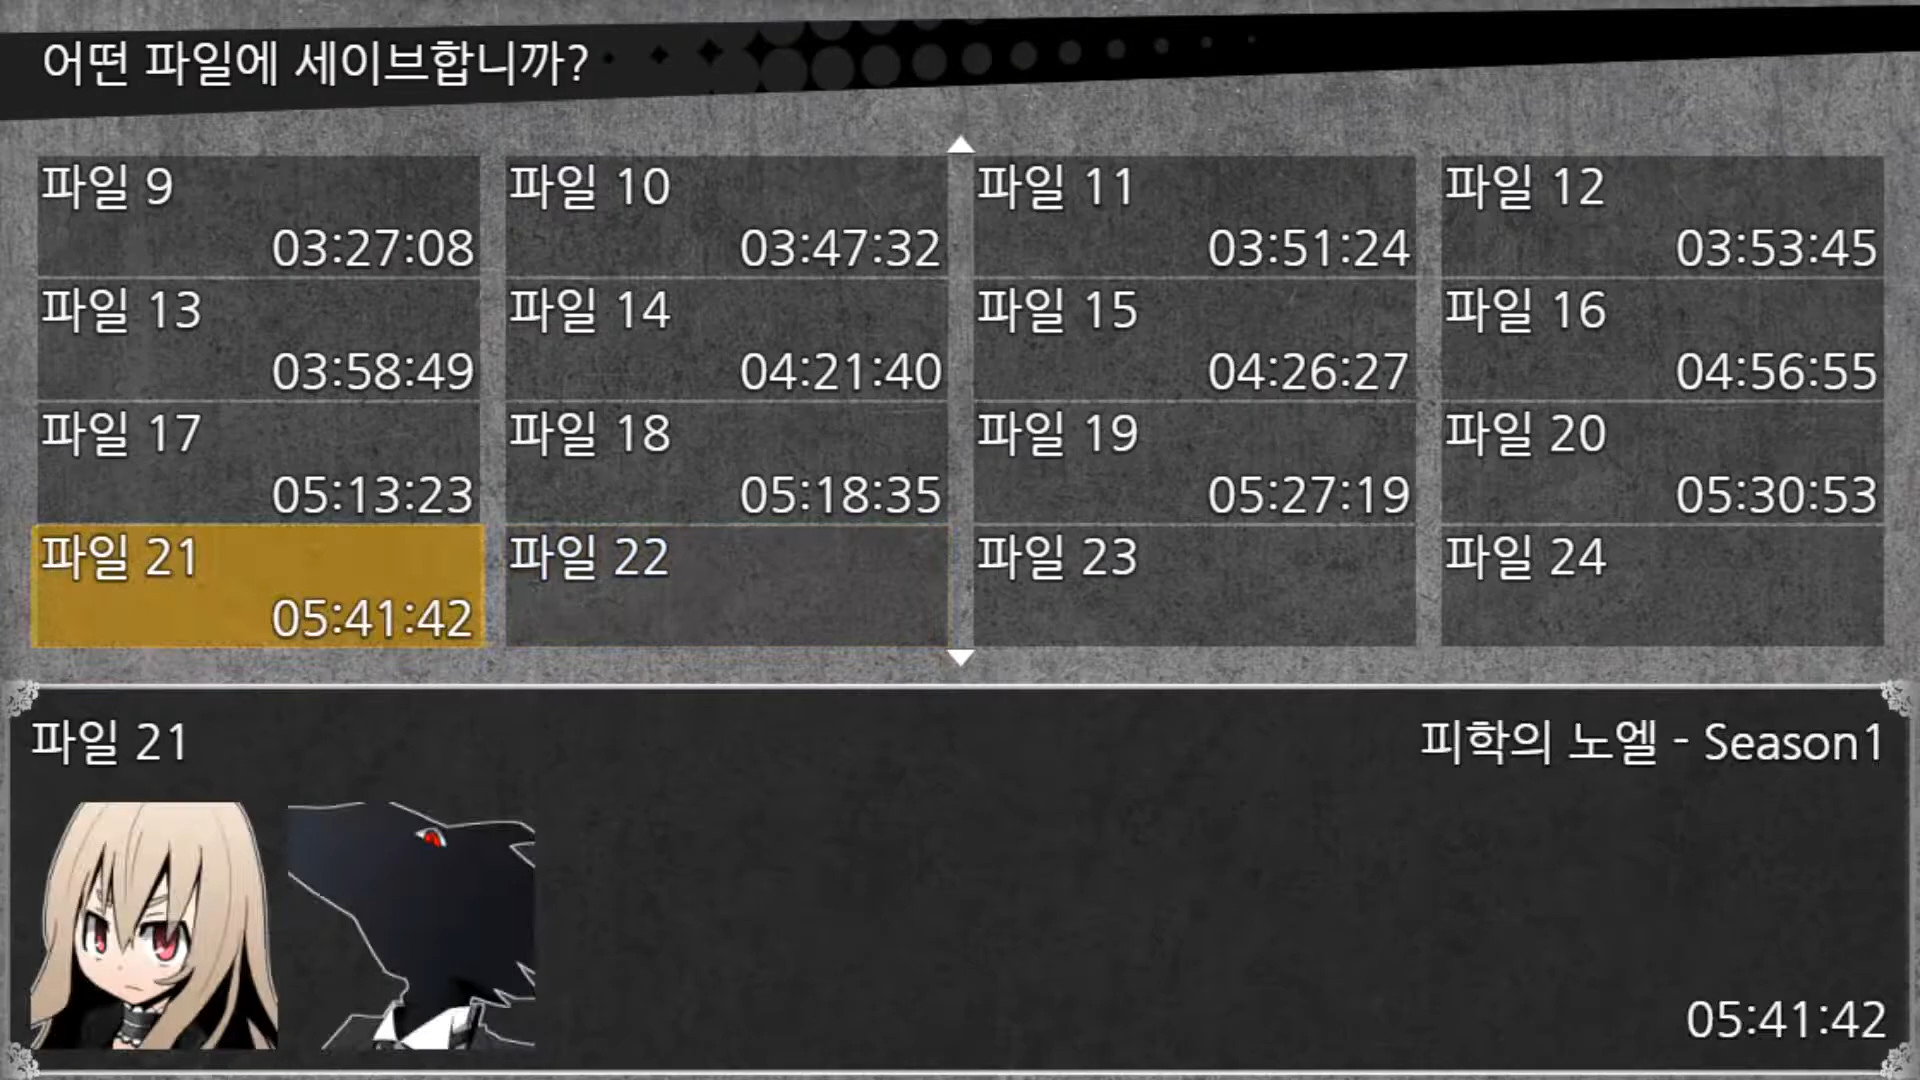 어떤 파일에 세이브합니까?
파일 9
03:27:08
파일 10
03:47:32
파일 11
03:51:24
파일 12
03:53:45
파일 13
03:58:49
파일 14
04:21:40
파일 15
04:26:27
파일 16
04:56:55
파일 17
05:13:23
파일 18
05:18:35
파일 19
05:27:19
파일 20
05:30:53
파일 21
05:41:42
파일 22
파일 23
파일 24
파일 21
피학의 노엘 - Season1
05:41:42